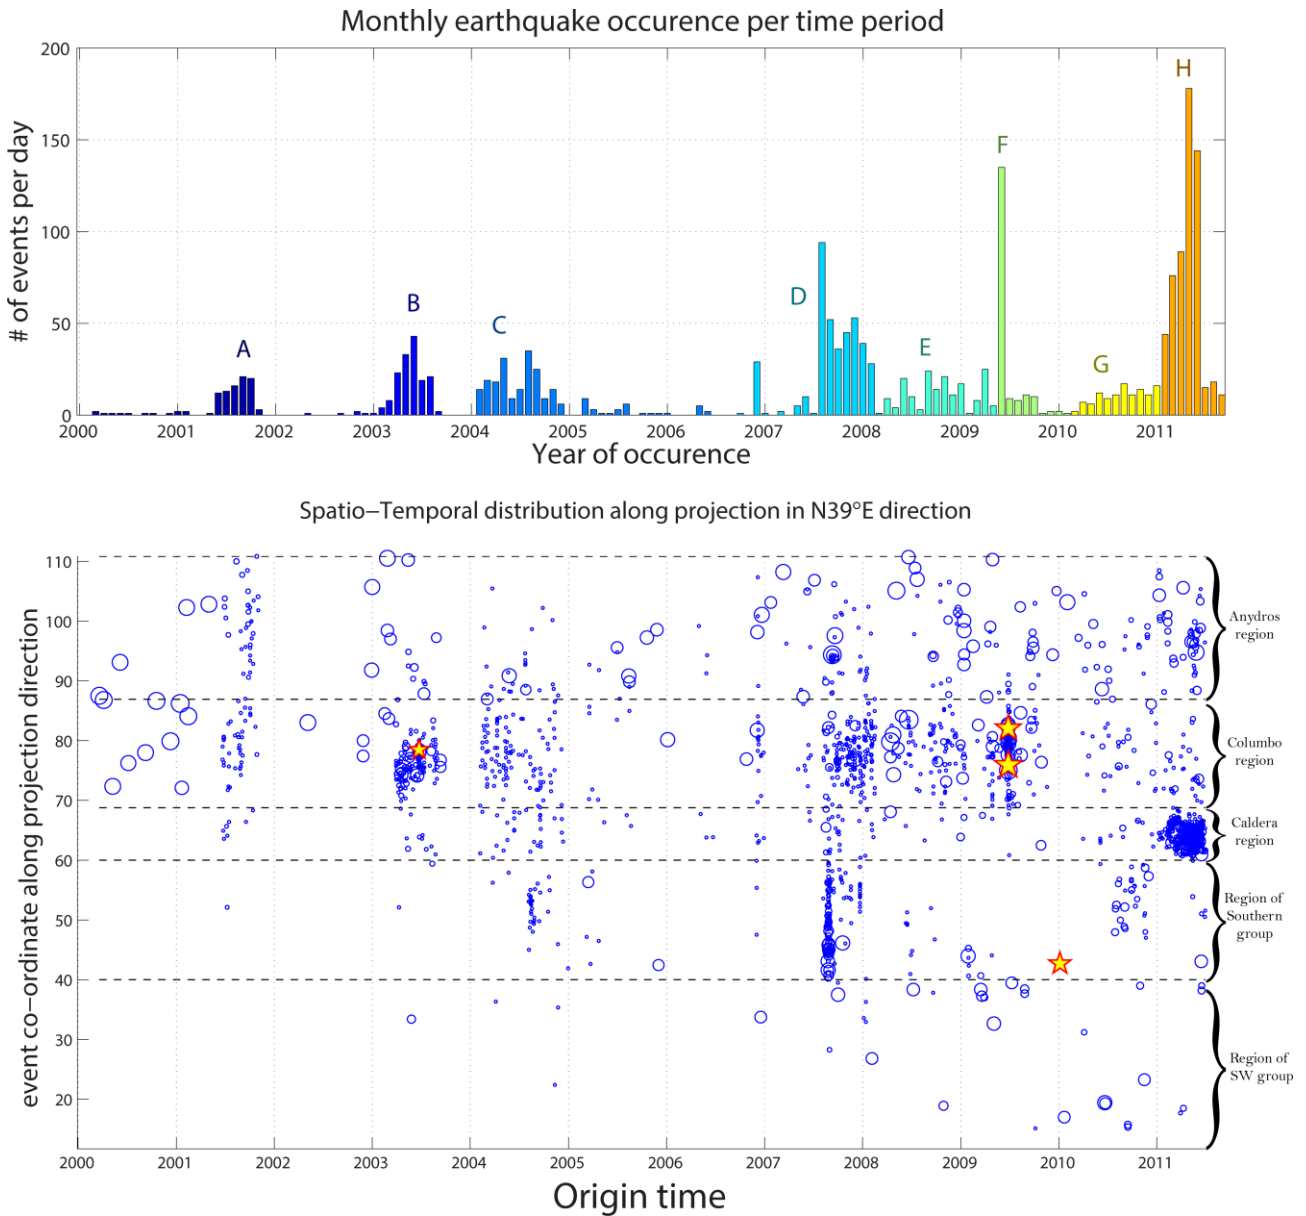 Monthly earthquake occurence per time period
# of events per day
200
150
100
50
0
A
B
C
D
E
F
G
H
2000 2001 2002 2003 2004 2005 2006 2007 2008 2009 2010 2011
Year of occurence
Spatio−Temporal distribution along projection in N39°E direction
event co−ordinate along projection direction
110
100
90
80
70
60
50
40
30
20
Anydros
region
Columbo
region
Caldera
region
Region of
Southern
group
Region of
SW group
2000 2001 2002 2003 2004 2005 2006 2007 2008 2009 2010 2011
Origin time